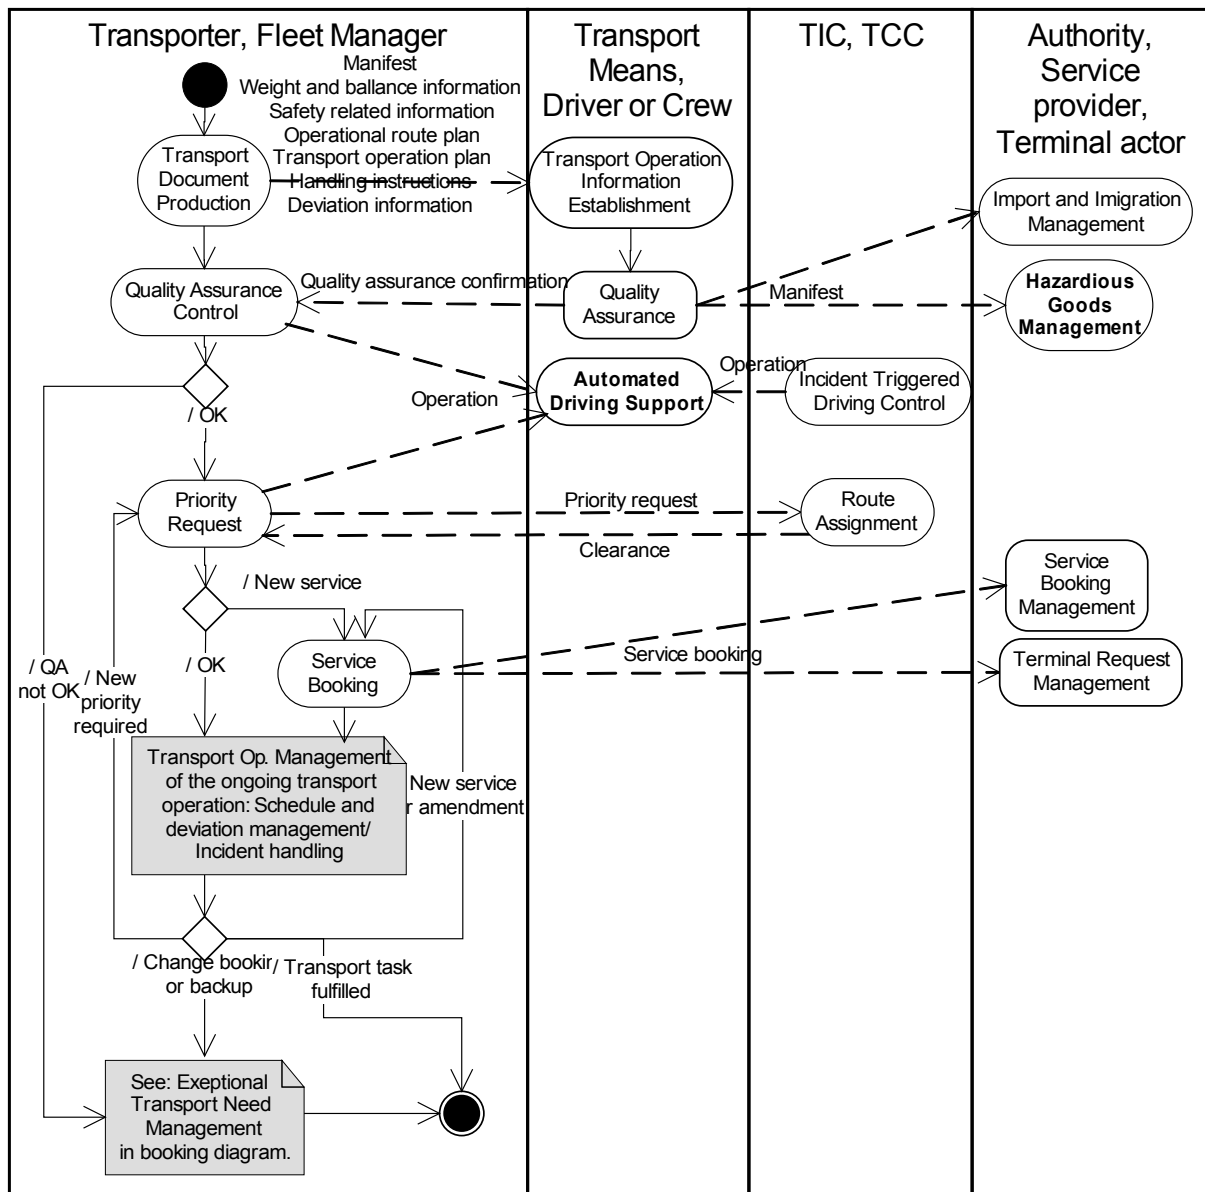 Transporter, Fleet Manager
Transport
Means,
Driver or Crew
TIC, TCC
Authority,
Service
provider,
Terminal actor
Manifest
Weight and ballance information
Safety related information
Operational route plan
Transport operation plan
Handling instructions
Deviation information
Transport
Document
Production
Transport Operation
Information
Establishment
Import and Imigration
Management
Quality Assurance
Control
Quality assurance confirmation
Quality
Assurance
Manifest
Hazardious
Goods
Management
/ OK
Operation
Automated
Driving Support
Operation
Incident Triggered
Driving Control
Priority
Request
Priority request
Clearance
Route
Assignment
/ New service
/ OK
Service
Booking
Service booking
Service
Booking
Management
Terminal Request
Management
/ QA
not OK
/ New
priority
required
Transport Op. Management
of the ongoing transport
operation: Schedule and
deviation management/
Incident handling
New service
r amendment
/ Change bookir
or backup
/ Transport task
fulfilled
See: Exeptional
Transport Need
Management
in booking diagram.